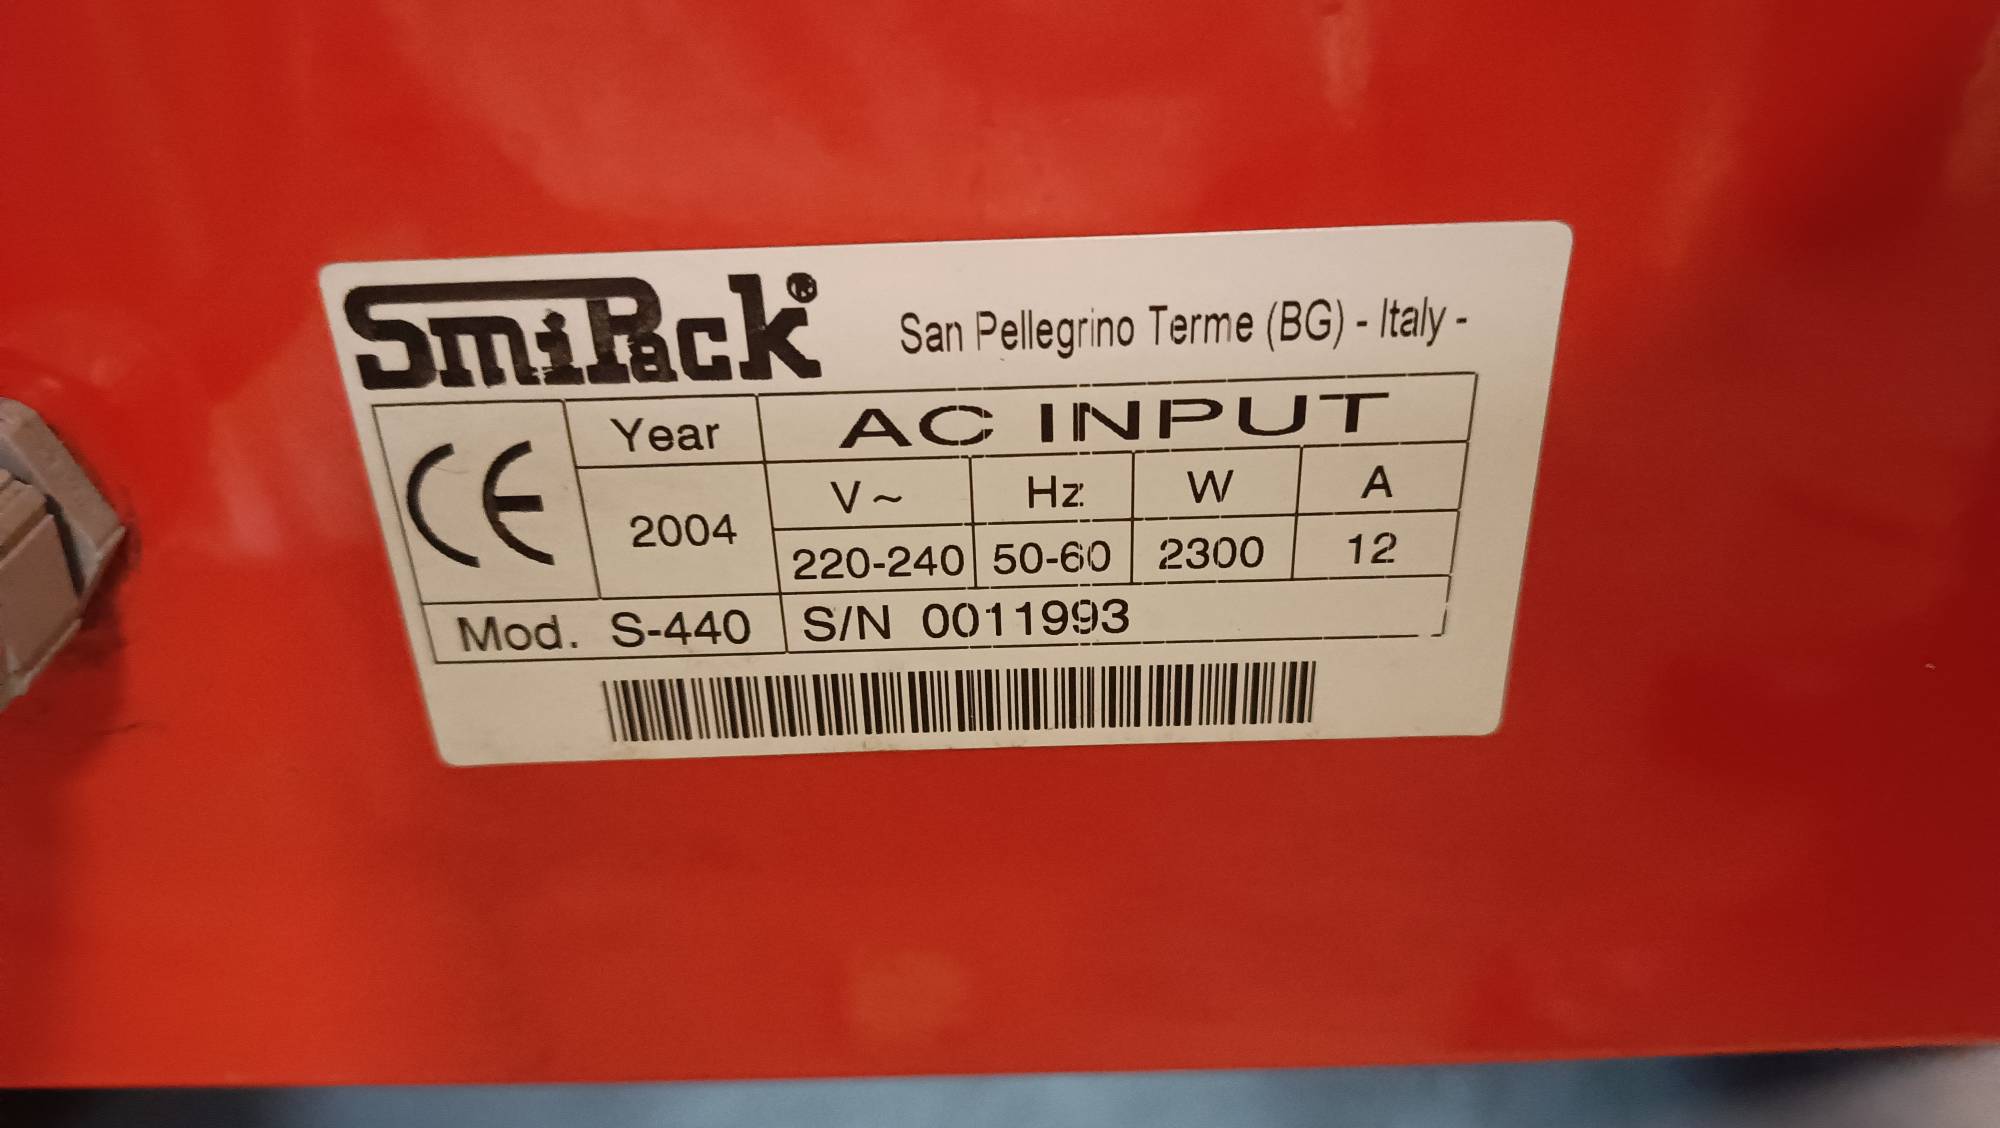 SmiPack®
San Pellegrino Terme (BG) - Italy -
CE Year AC INPUT
V~ Hz W A
2004 220-240 50-60 2300 12
Mod. S-440 S/N 0011993